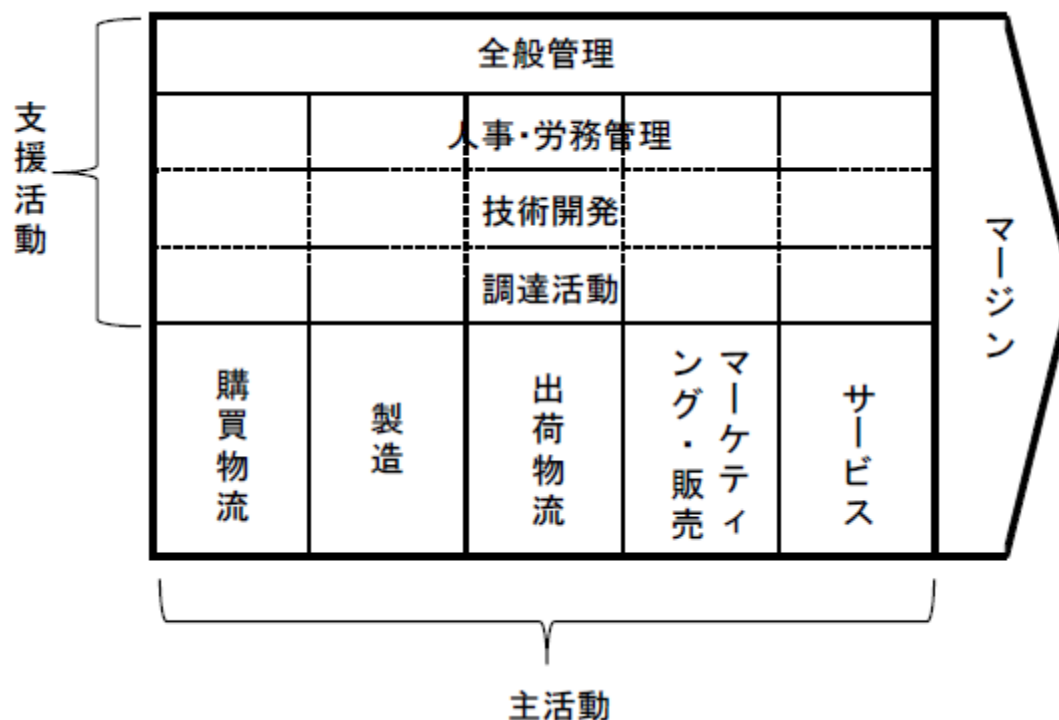 全般管理
人事・労務管理
技術開発
調達活動
支援活動
マージン
購買物流
製造
出荷物流
マーケティ
ング・販売
サービス
主活動